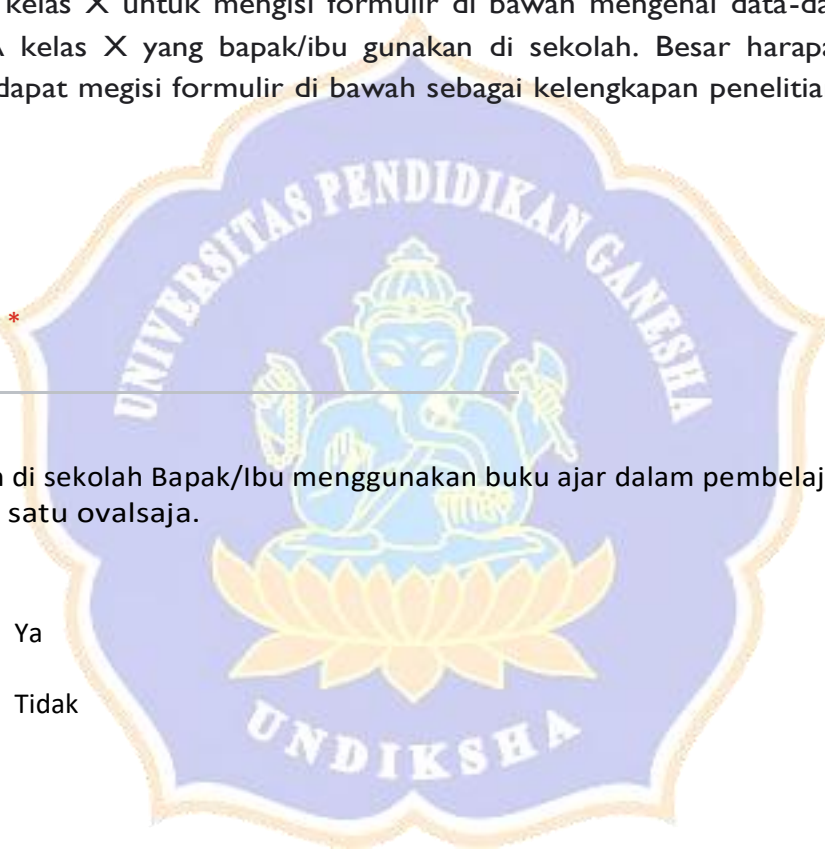 kelas X untuk mengisi formulir di bawah mengenai data-da
kelas X yang bapak/ibu gunakan di sekolah. Besar harapa
dapat megisi formulir di bawah sebagai kelengkapan penelitia
UNIVERSITAS PENDIDIKAN GANESHA
*
di sekolah Bapak/Ibu menggunakan buku ajar dalam pembelaj
satu ovalsaja.
Ya
Tidak
UNDIKSHA